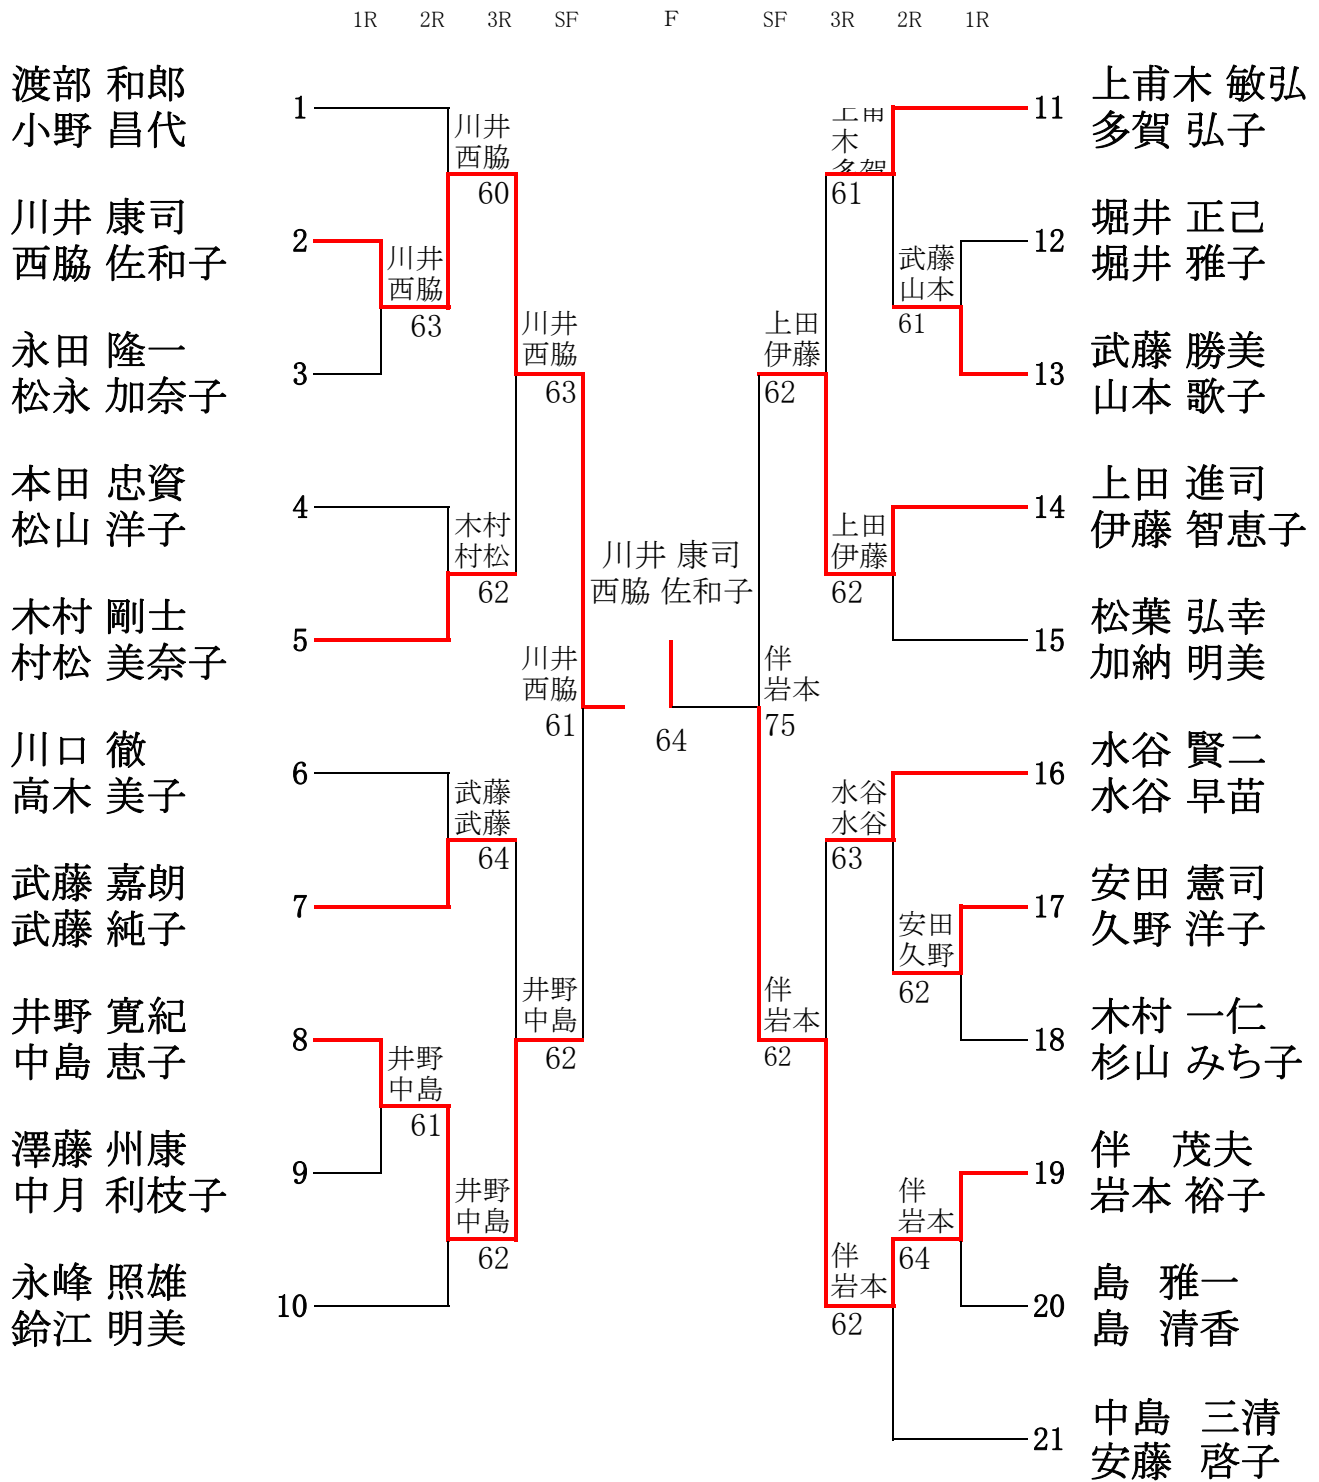 1R 2R 3R SF F SF 3R 2R 1R
渡部 和郎
小野 昌代
1
川井 康司
西脇 佐和子
2
永田 隆一
松永 加奈子
3
本田 忠資
松山 洋子
4
木村 剛士
村松 美奈子
5
川口 徹
高木 美子
6
武藤 嘉朗
武藤 純子
7
井野 寛紀
中島 恵子
8
澤藤 州康
中月 利枝子
9
永峰 照雄
鈴江 明美
10
川井
西脇
63
井野
中島
61
川井
西脇
60
木村
村松
62
武藤
武藤
64
井野
中島
62
川井
西脇
63
井野
中島
62
川井
西脇
61
川井 康司
西脇 佐和子
64
伴
岩本
75
上田
伊藤
62
伴
岩本
62
上甫
木
多賀
61
上田
伊藤
62
水谷
水谷
63
伴
岩本
62
武藤
山本
61
安田
久野
62
伴
岩本
64
11
上甫木 敏弘
多賀 弘子
12
堀井 正己
堀井 雅子
13
武藤 勝美
山本 歌子
14
上田 進司
伊藤 智恵子
15
松葉 弘幸
加納 明美
16
水谷 賢二
水谷 早苗
17
安田 憲司
久野 洋子
18
木村 一仁
杉山 みち子
19
伴 茂夫
岩本 裕子
20
島 雅一
島 清香
21
中島 三清
安藤 啓子